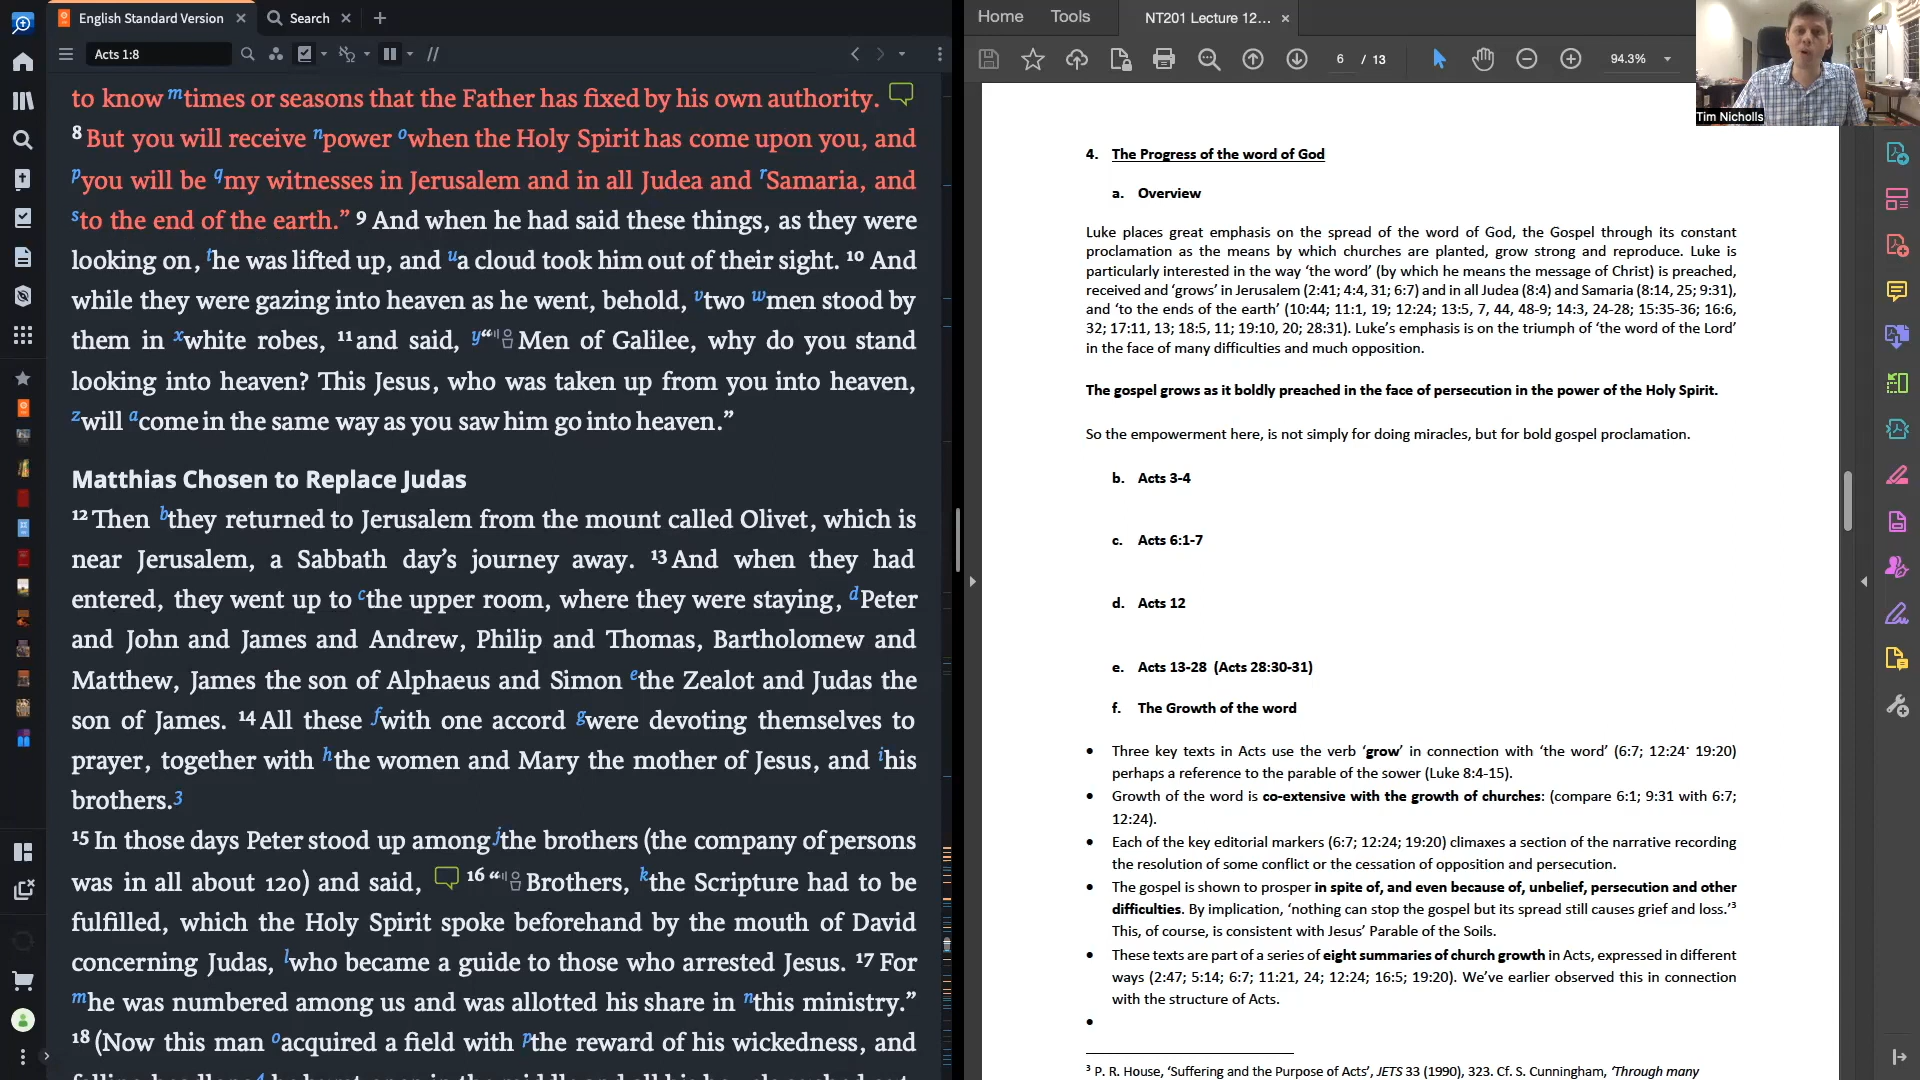 English Standard Version
Search
Acts 1:8
to know mtimes or seasons that the Father has fixed by his own authority.
8 But you will receive npower owhen the Holy Spirit has come upon you, and
pyou will be qmy witnesses in Jerusalem and in all Judea and rSamaria, and
sto the end of the earth.” 9 And when he had said these things, as they were
looking on, the was lifted up, and ua cloud took him out of their sight. 10 And
while they were gazing into heaven as he went, behold, vtwo wmen stood by
them in xwhite robes, 11 and said, y“Men of Galilee, why do you stand
looking into heaven? This Jesus, who was taken up from you into heaven,
zwill acome in the same way as you saw him go into heaven.”
Matthias Chosen to Replace Judas
12 Then bthey returned to Jerusalem from the mount called Olivet, which is
near Jerusalem, a Sabbath day’s journey away. 13 And when they had
entered, they went up to cthe upper room, where they were staying, dPeter
and John and James and Andrew, Philip and Thomas, Bartholomew and
Matthew, James the son of Alphaeus and Simon ethe Zealot and Judas the
son of James. 14 All these fwith one accord gwere devoting themselves to
prayer, together with hthe women and Mary the mother of Jesus, and ihis
brothers.3
15 In those days Peter stood up among jthe brothers (the company of persons
was in all about 120) and said, 16 “Brothers, kthe Scripture had to be
fulfilled, which the Holy Spirit spoke beforehand by the mouth of David
concerning Judas, lwho became a guide to those who arrested Jesus. 17 For
mhe was numbered among us and was allotted his share in nthis ministry.”
18 (Now this man oacquired a field with pthe reward of his wickedness, and
Home Tools NT201 Lecture 12...
6 / 13 94.3%
Tim Nicholls
4. The Progress of the word of God
a. Overview
Luke places great emphasis on the spread of the word of God, the Gospel through its constant
proclamation as the means by which churches are planted, grow strong and reproduce. Luke is
particularly interested in the way ‘the word’ (by which he means the message of Christ) is preached,
received and ‘grows’ in Jerusalem (2:41; 4:4, 31; 6:7) and in all Judea (8:4) and Samaria (8:14, 25; 9:31),
and ‘to the ends of the earth’ (10:44; 11:1, 19; 12:24; 13:5, 7, 44, 48-9; 14:3, 24-28; 15:35-36; 16:6,
32; 17:11, 13; 18:5, 11; 19:10, 20; 28:31). Luke’s emphasis is on the triumph of ‘the word of the Lord’
in the face of many difficulties and much opposition.
The gospel grows as it boldly preached in the face of persecution in the power of the Holy Spirit.
So the empowerment here, is not simply for doing miracles, but for bold gospel proclamation.
b. Acts 3-4
c. Acts 6:1-7
d. Acts 12
e. Acts 13-28 (Acts 28:30-31)
f. The Growth of the word
• Three key texts in Acts use the verb ‘grow’ in connection with ‘the word’ (6:7; 12:24· 19:20)
perhaps a reference to the parable of the sower (Luke 8:4-15).
• Growth of the word is co-extensive with the growth of churches: (compare 6:1; 9:31 with 6:7;
12:24).
• Each of the key editorial markers (6:7; 12:24; 19:20) climaxes a section of the narrative recording
the resolution of some conflict or the cessation of opposition and persecution.
• The gospel is shown to prosper in spite of, and even because of, unbelief, persecution and other
difficulties. By implication, ‘nothing can stop the gospel but its spread still causes grief and loss.’3
This, of course, is consistent with Jesus’ Parable of the Soils.
• These texts are part of a series of eight summaries of church growth in Acts, expressed in different
ways (2:47; 5:14; 6:7; 11:21, 24; 12:24; 16:5; 19:20). We’ve earlier observed this in connection
with the structure of Acts.
•
3 P. R. House, ‘Suffering and the Purpose of Acts’, JETS 33 (1990), 323. Cf. S. Cunningham, ‘Through many